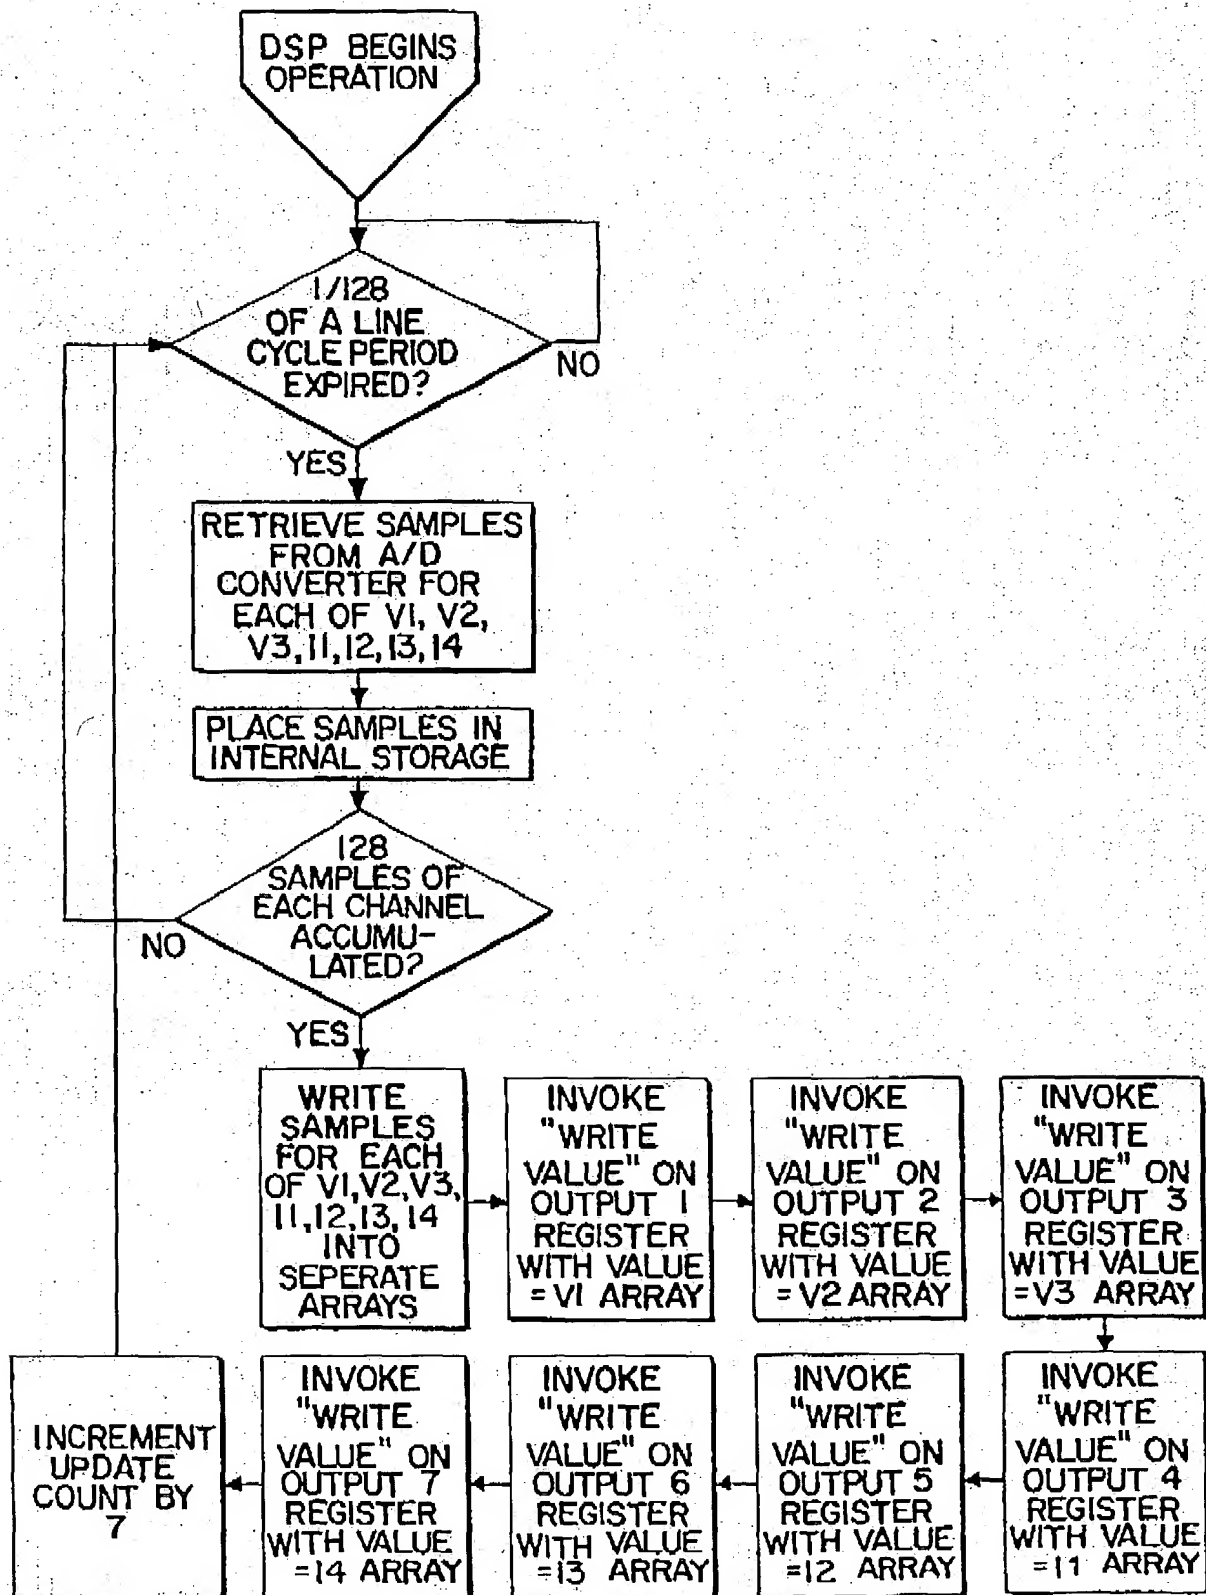 DSP BEGINS
OPERATION
1/128
OF A LINE
CYCLE PERIOD
EXPIRED?
NO
YES
RETRIEVE SAMPLES
FROM A/D
CONVERTER FOR
EACH OF V1, V2,
V3, I1, I2, I3, I4
PLACE SAMPLES IN
INTERNAL STORAGE
128
SAMPLES OF
EACH CHANNEL
ACCUMU-
LATED?
NO
YES
WRITE
SAMPLES
FOR EACH
OF V1, V2, V3,
I1, I2, I3, I4
INTO
SEPERATE
ARRAYS
INVOKE
"WRITE
VALUE" ON
OUTPUT 1
REGISTER
WITH VALUE
=V1 ARRAY
INVOKE
"WRITE
VALUE" ON
OUTPUT 2
REGISTER
WITH VALUE
=V2 ARRAY
INVOKE
"WRITE
VALUE" ON
OUTPUT 3
REGISTER
WITH VALUE
=V3 ARRAY
INVOKE
"WRITE
VALUE" ON
OUTPUT 4
REGISTER
WITH VALUE
=I1 ARRAY
INVOKE
"WRITE
VALUE" ON
OUTPUT 5
REGISTER
WITH VALUE
=I2 ARRAY
INVOKE
"WRITE
VALUE" ON
OUTPUT 6
REGISTER
WITH VALUE
=I3 ARRAY
INVOKE
"WRITE
VALUE" ON
OUTPUT 7
REGISTER
WITH VALUE
=I4 ARRAY
INCREMENT
UPDATE
COUNT BY
7